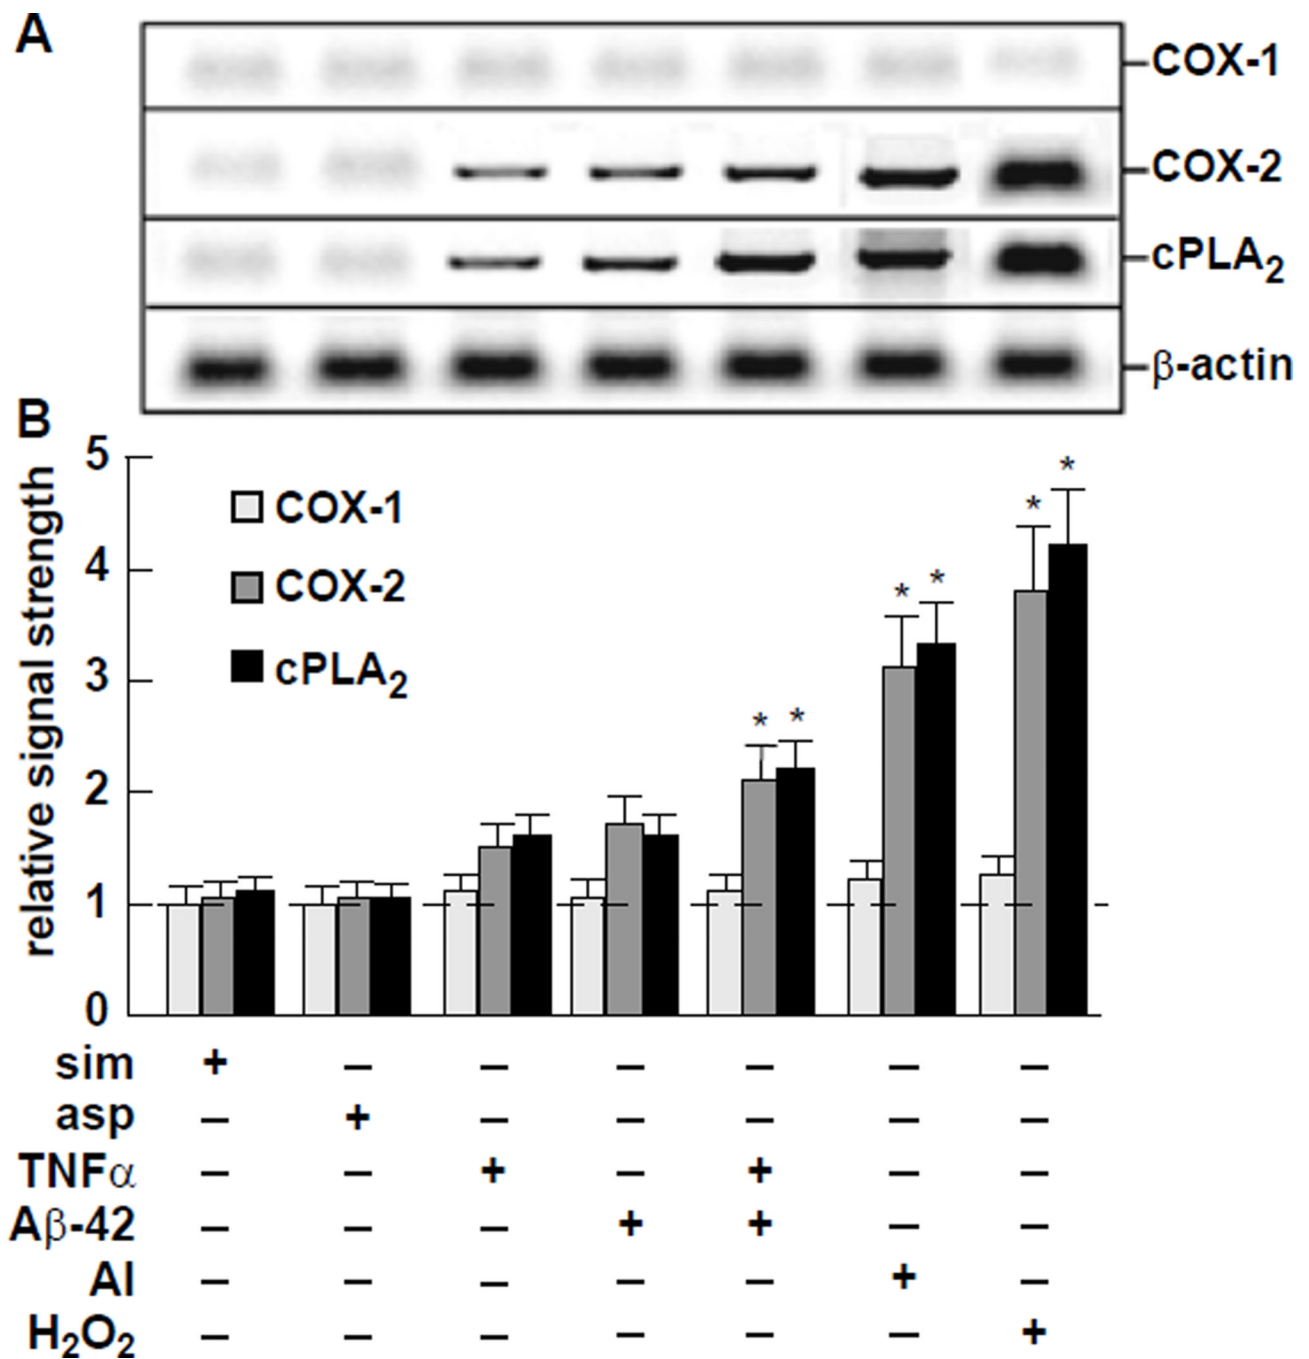 A
COX-1
COX-2
cPLA₂
β-actin
B
relative signal strength
5
4
3
2
1
0
COX-1
COX-2
cPLA₂
* * * * * *
sim + – – – – – –
asp – + – – – – –
TNFα – – + – + – –
Aβ-42 – – – + + – –
Al – – – – – + –
H₂O₂ – – – – – – +